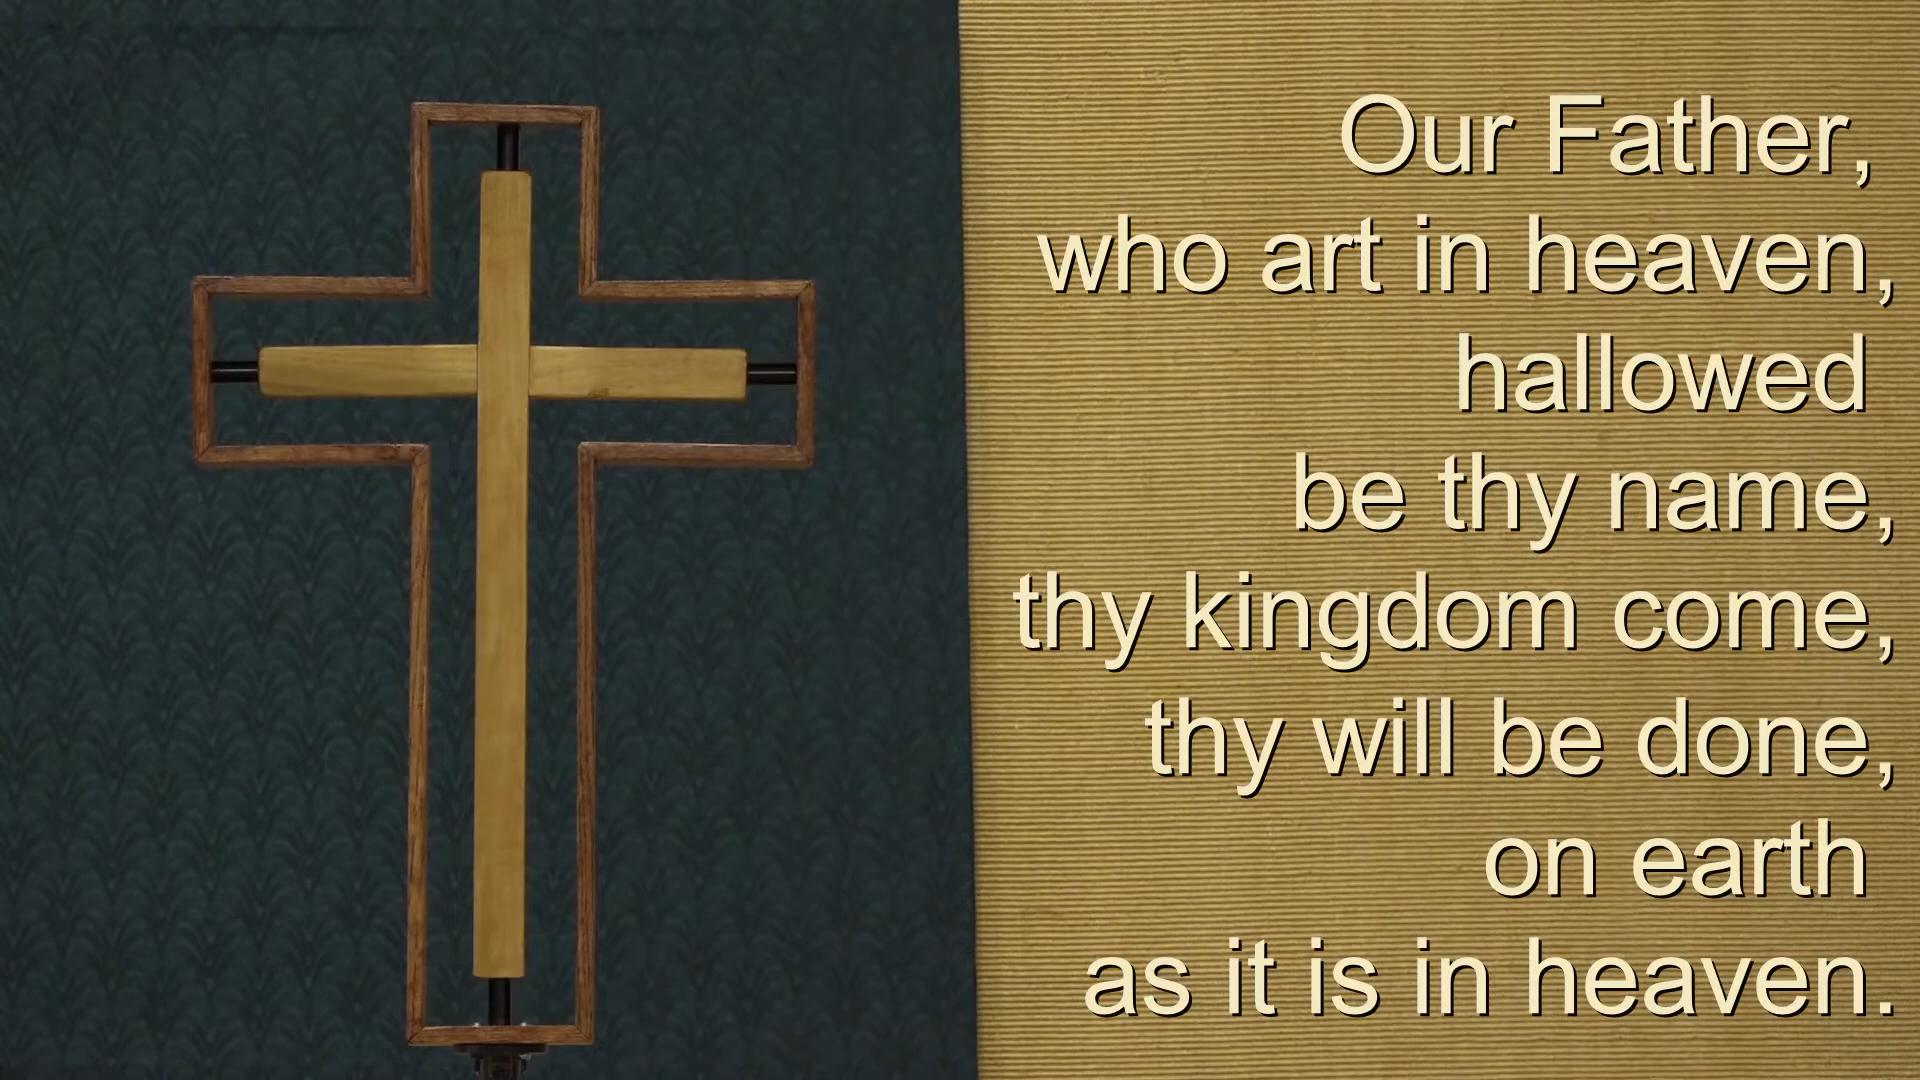 Our Father,
who art in heaven,
hallowed
be thy name,
thy kingdom come,
thy will be done,
on earth
as it is in heaven.